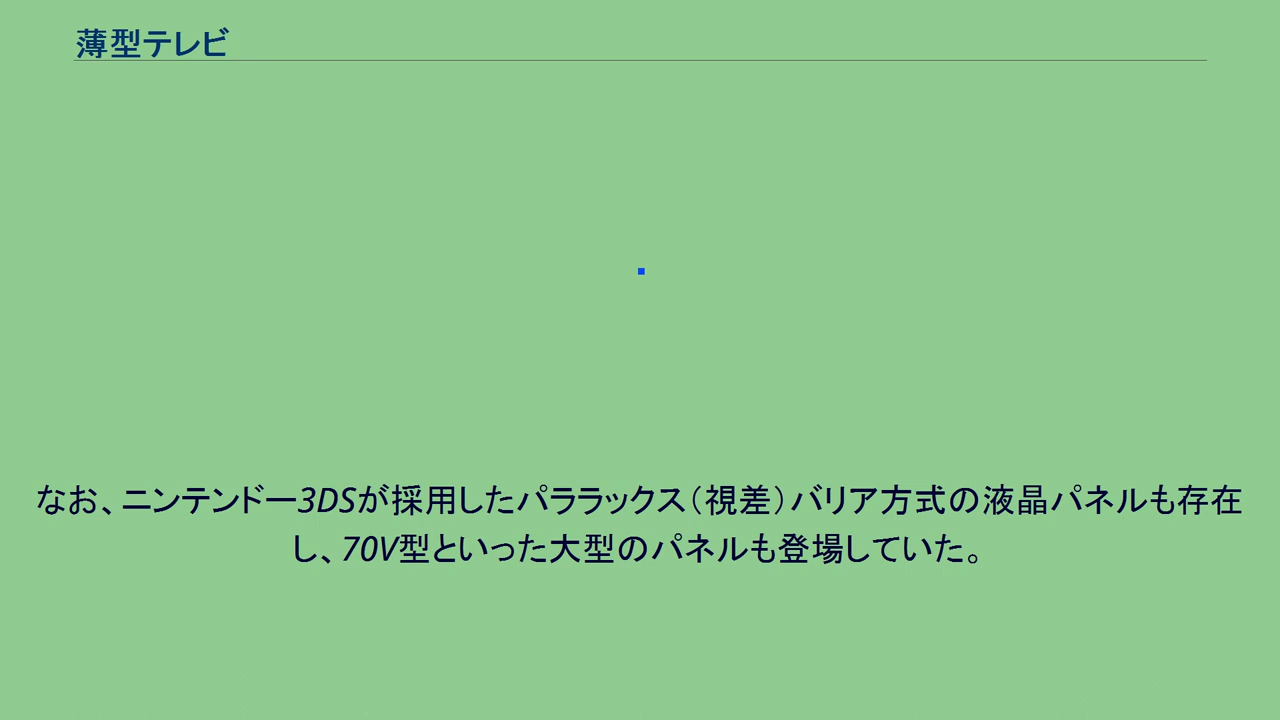 薄型テレビ
なお、ニンテンドー3DSが採用したパララックス（視差）バリア方式の液晶パネルも存在
し、70V型といった大型のパネルも登場していた。